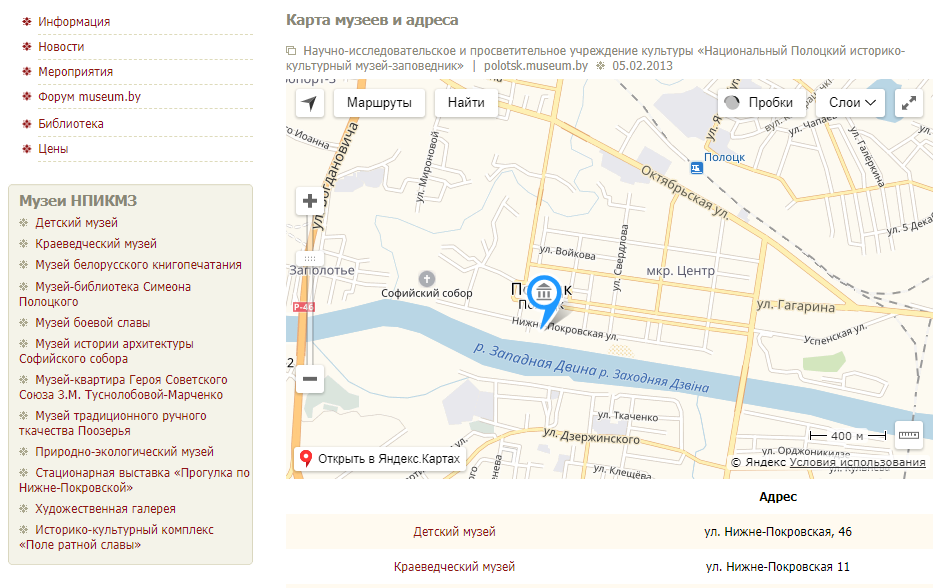 Информация
Новости
Мероприятия
Форум museum.by
Библиотека
Цены
Музеи НПИКМЗ
Детский музей
Краеведческий музей
Музей белорусского книгопечатания
Музей-библиотека Симеона
Полоцкого
Музей боевой славы
Музей истории архитектуры
Софийского собора
Музей-квартира Героя Советского
Союза З.М. Туснолобовой-Марченко
Музей традиционного ручного
ткачества Поозерья
Природно-экологический музей
Стационарная выставка «Прогулка по
Нижне-Покровской»
Художественная галерея
Историко-культурный комплекс
«Поле ратной славы»
Карта музеев и адреса
Научно-исследовательское и просветительное учреждение культуры «Национальный Полоцкий историко-
культурный музей-заповедник» | polotsk.museum.by 05.02.2013
Маршруты
Найти
Пробки
Слои
Иоанна
ул. Богдановича
ул. Мироновой
Полоцк
Октябрьская ул.
ул. Чапаева
ул. Галёркина
ул. 5 Декаб
ул. Войкова
ул. Свердлова
мкр. Центр
Заполотье
Софийский собор
Р-46
Нижне-Покровская ул.
ул. Гагарина
Успенская ул.
р. Западная Двина р. Заходняя Дзвіна
2
ул. Ткаченко
ул. Дзержинского
ул. Клещёва
ул. Орджоникидзе
400 м
Открыть в Яндекс.Картах
© Яндекс Условия использования
Адрес
Детский музей ул. Нижне-Покровская, 46
Краеведческий музей ул. Нижне-Покровская 11